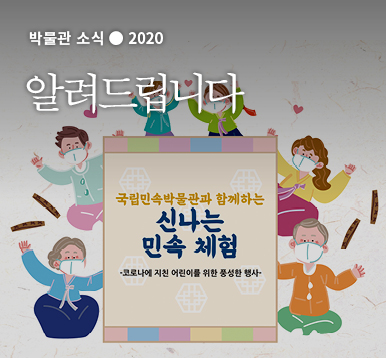 박물관 소식 ● 2020
알려드립니다
국립민속박물관과 함께하는
신나는
민속 체험
-코로나에 지친 어린이를 위한 풍성한 행사-